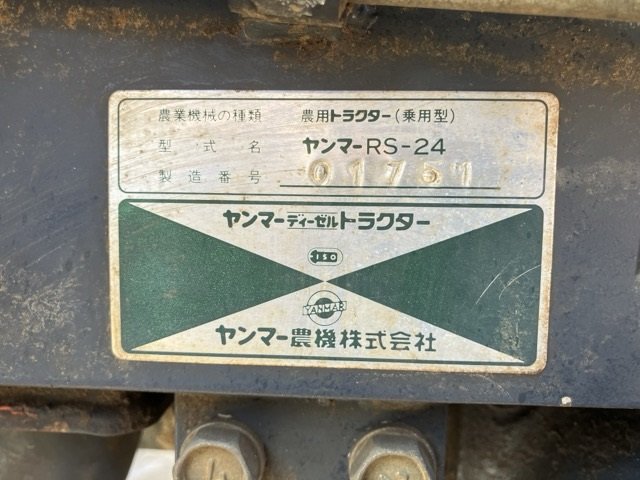 農業機械の種類 農用トラクター(乗用型)
型式名 ヤンマーRS-24
製造番号 01751
ヤンマーディーゼルトラクター
ISO
YANMAR
ヤンマー農機株式会社